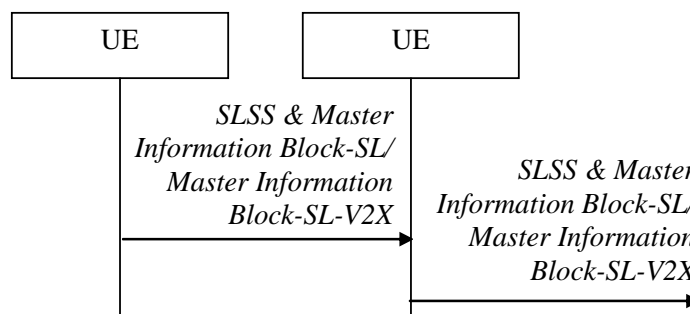 UE
UE
SLSS & Master
Information Block-SL/
Master Information
Block-SL-V2X
SLSS & Master
Information Block-SL/
Master Information
Block-SL-V2X